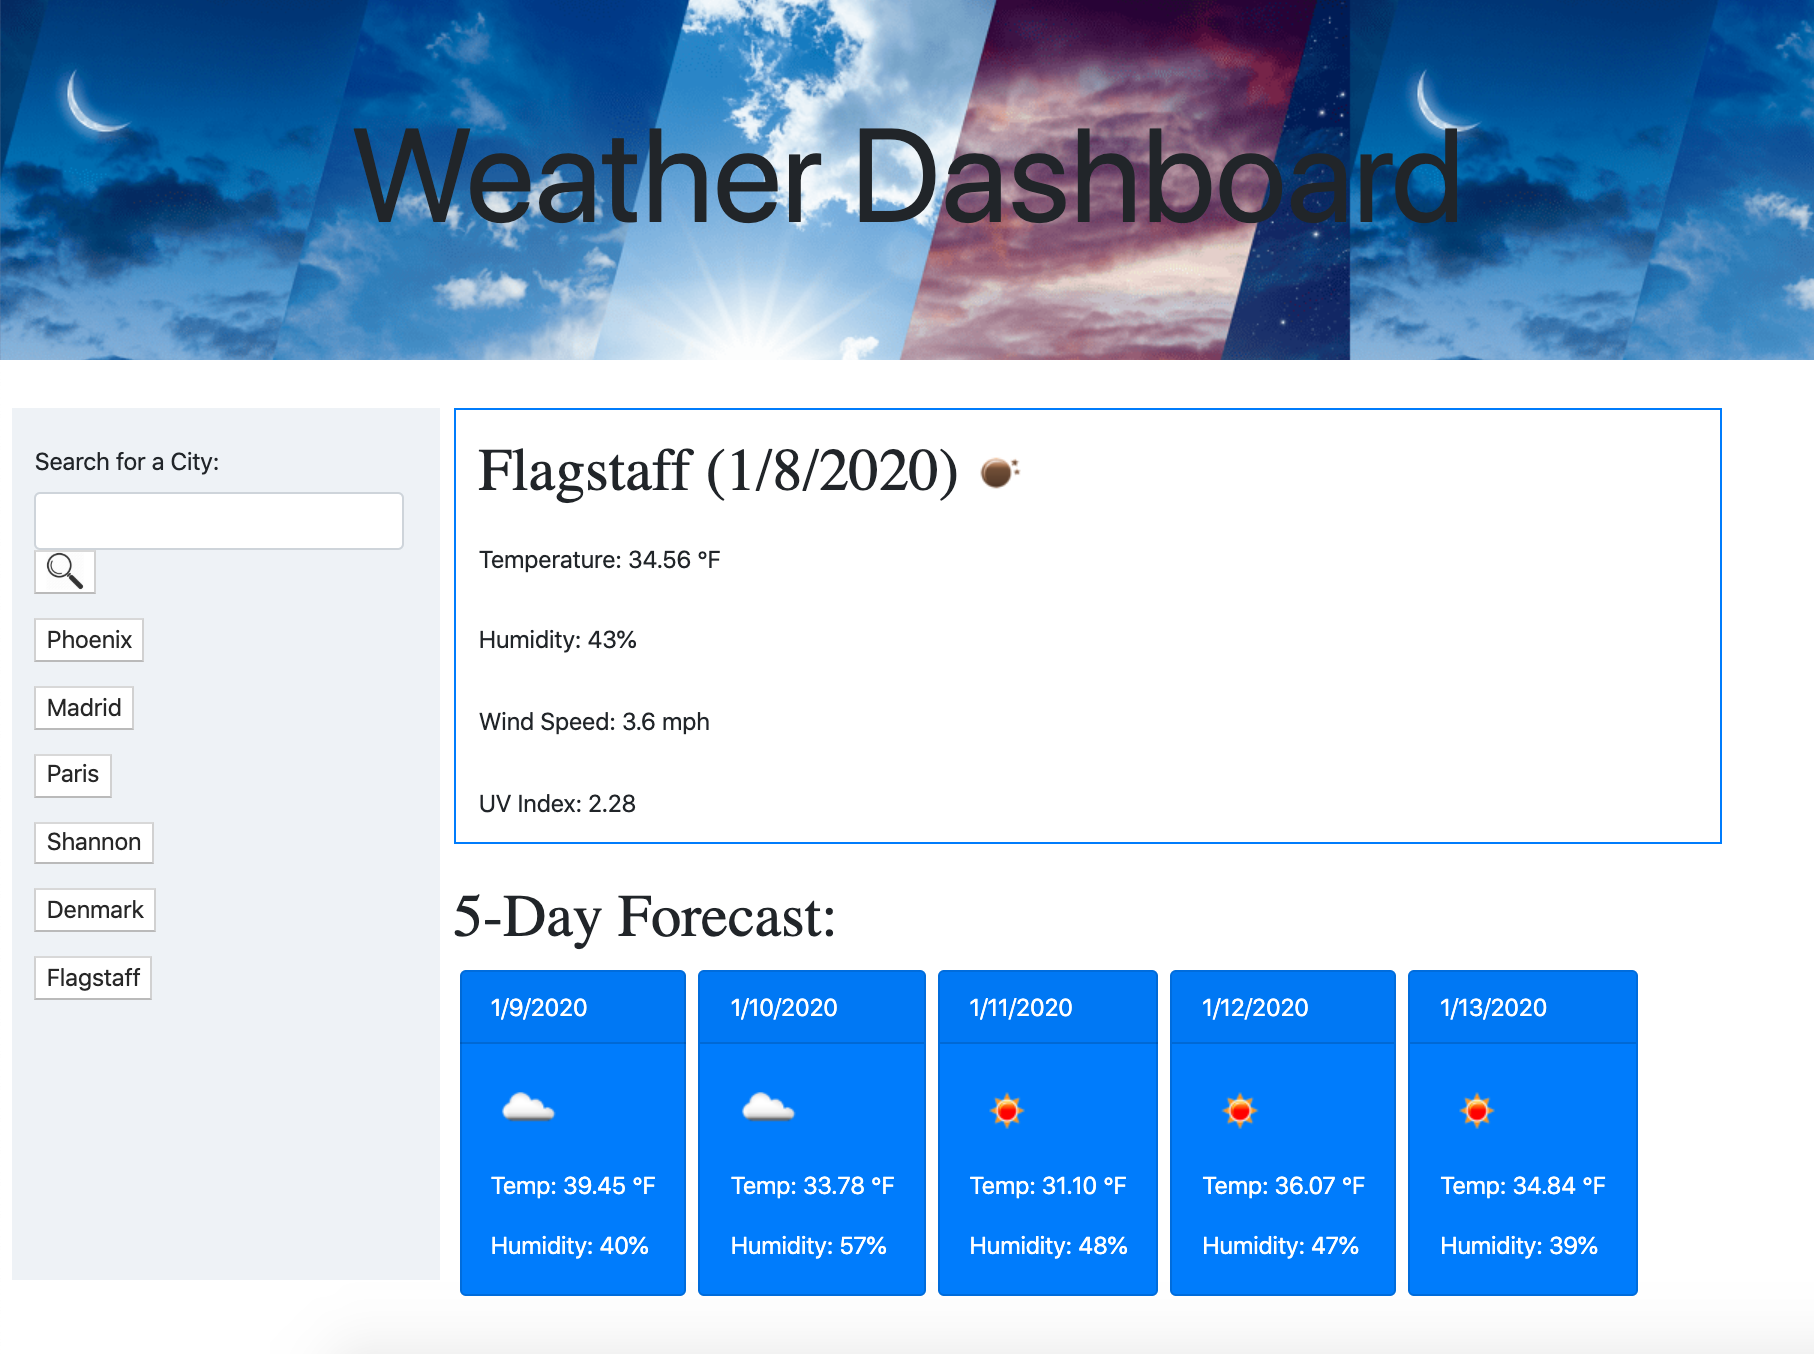 Weather Dashboard
Search for a City:
Phoenix
Madrid
Paris
Shannon
Denmark
Flagstaff
Flagstaff (1/8/2020)
Temperature: 34.56 °F
Humidity: 43%
Wind Speed: 3.6 mph
UV Index: 2.28
5-Day Forecast:
1/9/2020
Temp: 39.45 °F
Humidity: 40%
1/10/2020
Temp: 33.78 °F
Humidity: 57%
1/11/2020
Temp: 31.10 °F
Humidity: 48%
1/12/2020
Temp: 36.07 °F
Humidity: 47%
1/13/2020
Temp: 34.84 °F
Humidity: 39%